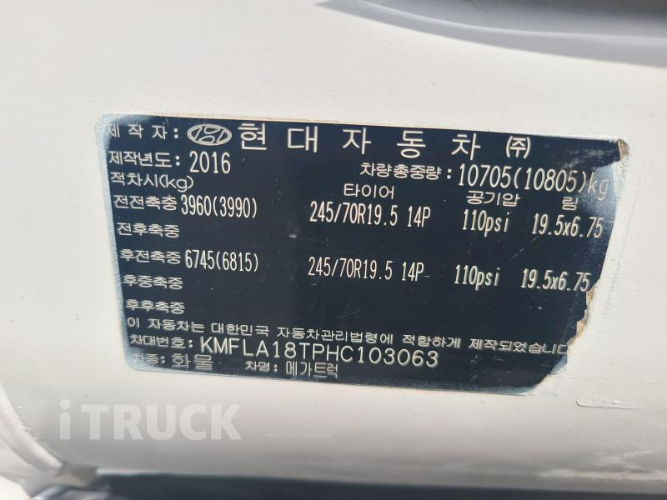 제 작 자: 현 대 자 동 차 ㈜
제작년도: 2016 차량총중량: 10705(10805)kg
적차시(kg) 타이어 공기압 림
전전축중 3960(3990) 245/70R19.5 14P 110psi 19.5x6.75
전후축중
후전축중 6745(6815) 245/70R19.5 14P 110psi 19.5x6.75
후중축중
후후축중
이 자동차는 대한민국 자동차관리법령에 적합하게 제작되었습니다
차대번호: KMFLA18TPHC103063
차종: 화 물 차명: 메가트럭
iTRUCK